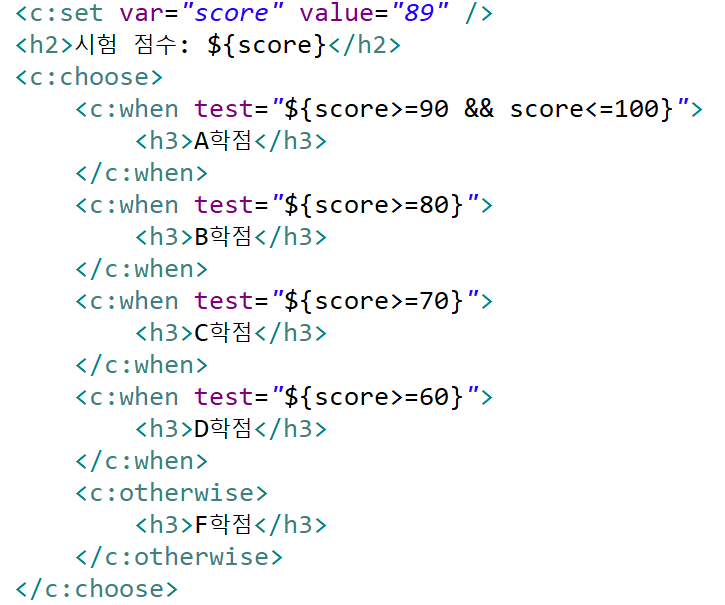 <c:set var="score" value="89" />
<h2>시험 점수: ${score}</h2>
<c:choose>
    <c:when test="${score>=90 && score<=100}">
        <h3>A학점</h3>
    </c:when>
    <c:when test="${score>=80}">
        <h3>B학점</h3>
    </c:when>
    <c:when test="${score>=70}">
        <h3>C학점</h3>
    </c:when>
    <c:when test="${score>=60}">
        <h3>D학점</h3>
    </c:when>
    <c:otherwise>
        <h3>F학점</h3>
    </c:otherwise>
</c:choose>